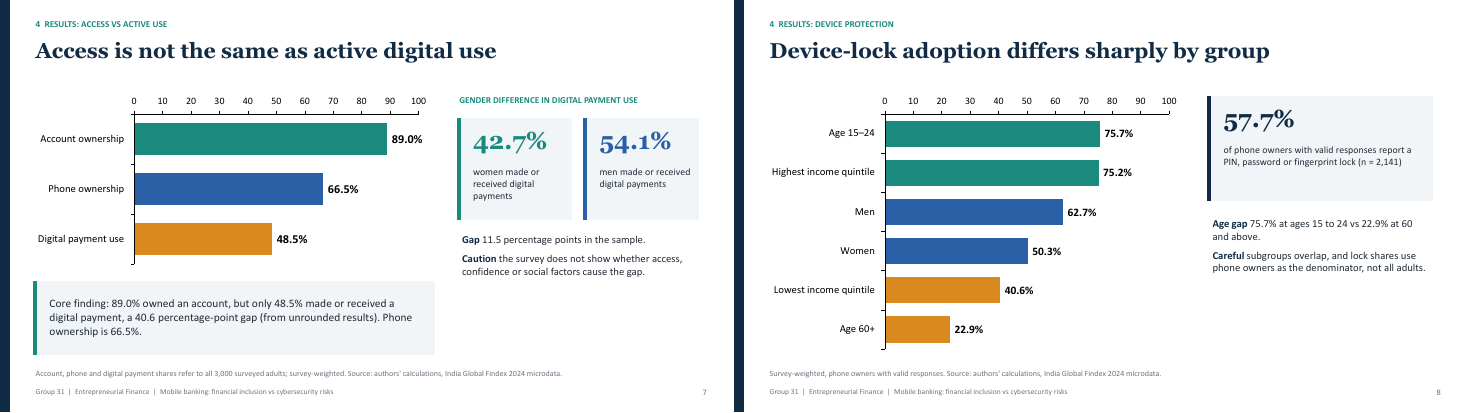 4 RESULTS: ACCESS VS ACTIVE USE
Access is not the same as active digital use
0 10 20 30 40 50 60 70 80 90 100
Account ownership 89.0%
Phone ownership 66.5%
Digital payment use 48.5%
Core finding: 89.0% owned an account, but only 48.5% made or received a
digital payment, a 40.6 percentage-point gap (from unrounded results). Phone
ownership is 66.5%.
GENDER DIFFERENCE IN DIGITAL PAYMENT USE
42.7%
women made or
received digital
payments
54.1%
men made or received
digital payments
Gap 11.5 percentage points in the sample.
Caution the survey does not show whether access,
confidence or social factors cause the gap.
Account, phone and digital payment shares refer to all 3,000 surveyed adults; survey-weighted. Source: authors' calculations, India Global Findex 2024 microdata.
Group 31 | Entrepreneurial Finance | Mobile banking: financial inclusion vs cybersecurity risks
7
4 RESULTS: DEVICE PROTECTION
Device-lock adoption differs sharply by group
0 10 20 30 40 50 60 70 80 90 100
Age 15–24 75.7%
Highest income quintile 75.2%
Men 62.7%
Women 50.3%
Lowest income quintile 40.6%
Age 60+ 22.9%
57.7%
of phone owners with valid responses report a
PIN, password or fingerprint lock (n = 2,141)
Age gap 75.7% at ages 15 to 24 vs 22.9% at 60
and above.
Careful subgroups overlap, and lock shares use
phone owners as the denominator, not all adults.
Survey-weighted, phone owners with valid responses. Source: authors' calculations, India Global Findex 2024 microdata.
Group 31 | Entrepreneurial Finance | Mobile banking: financial inclusion vs cybersecurity risks
8